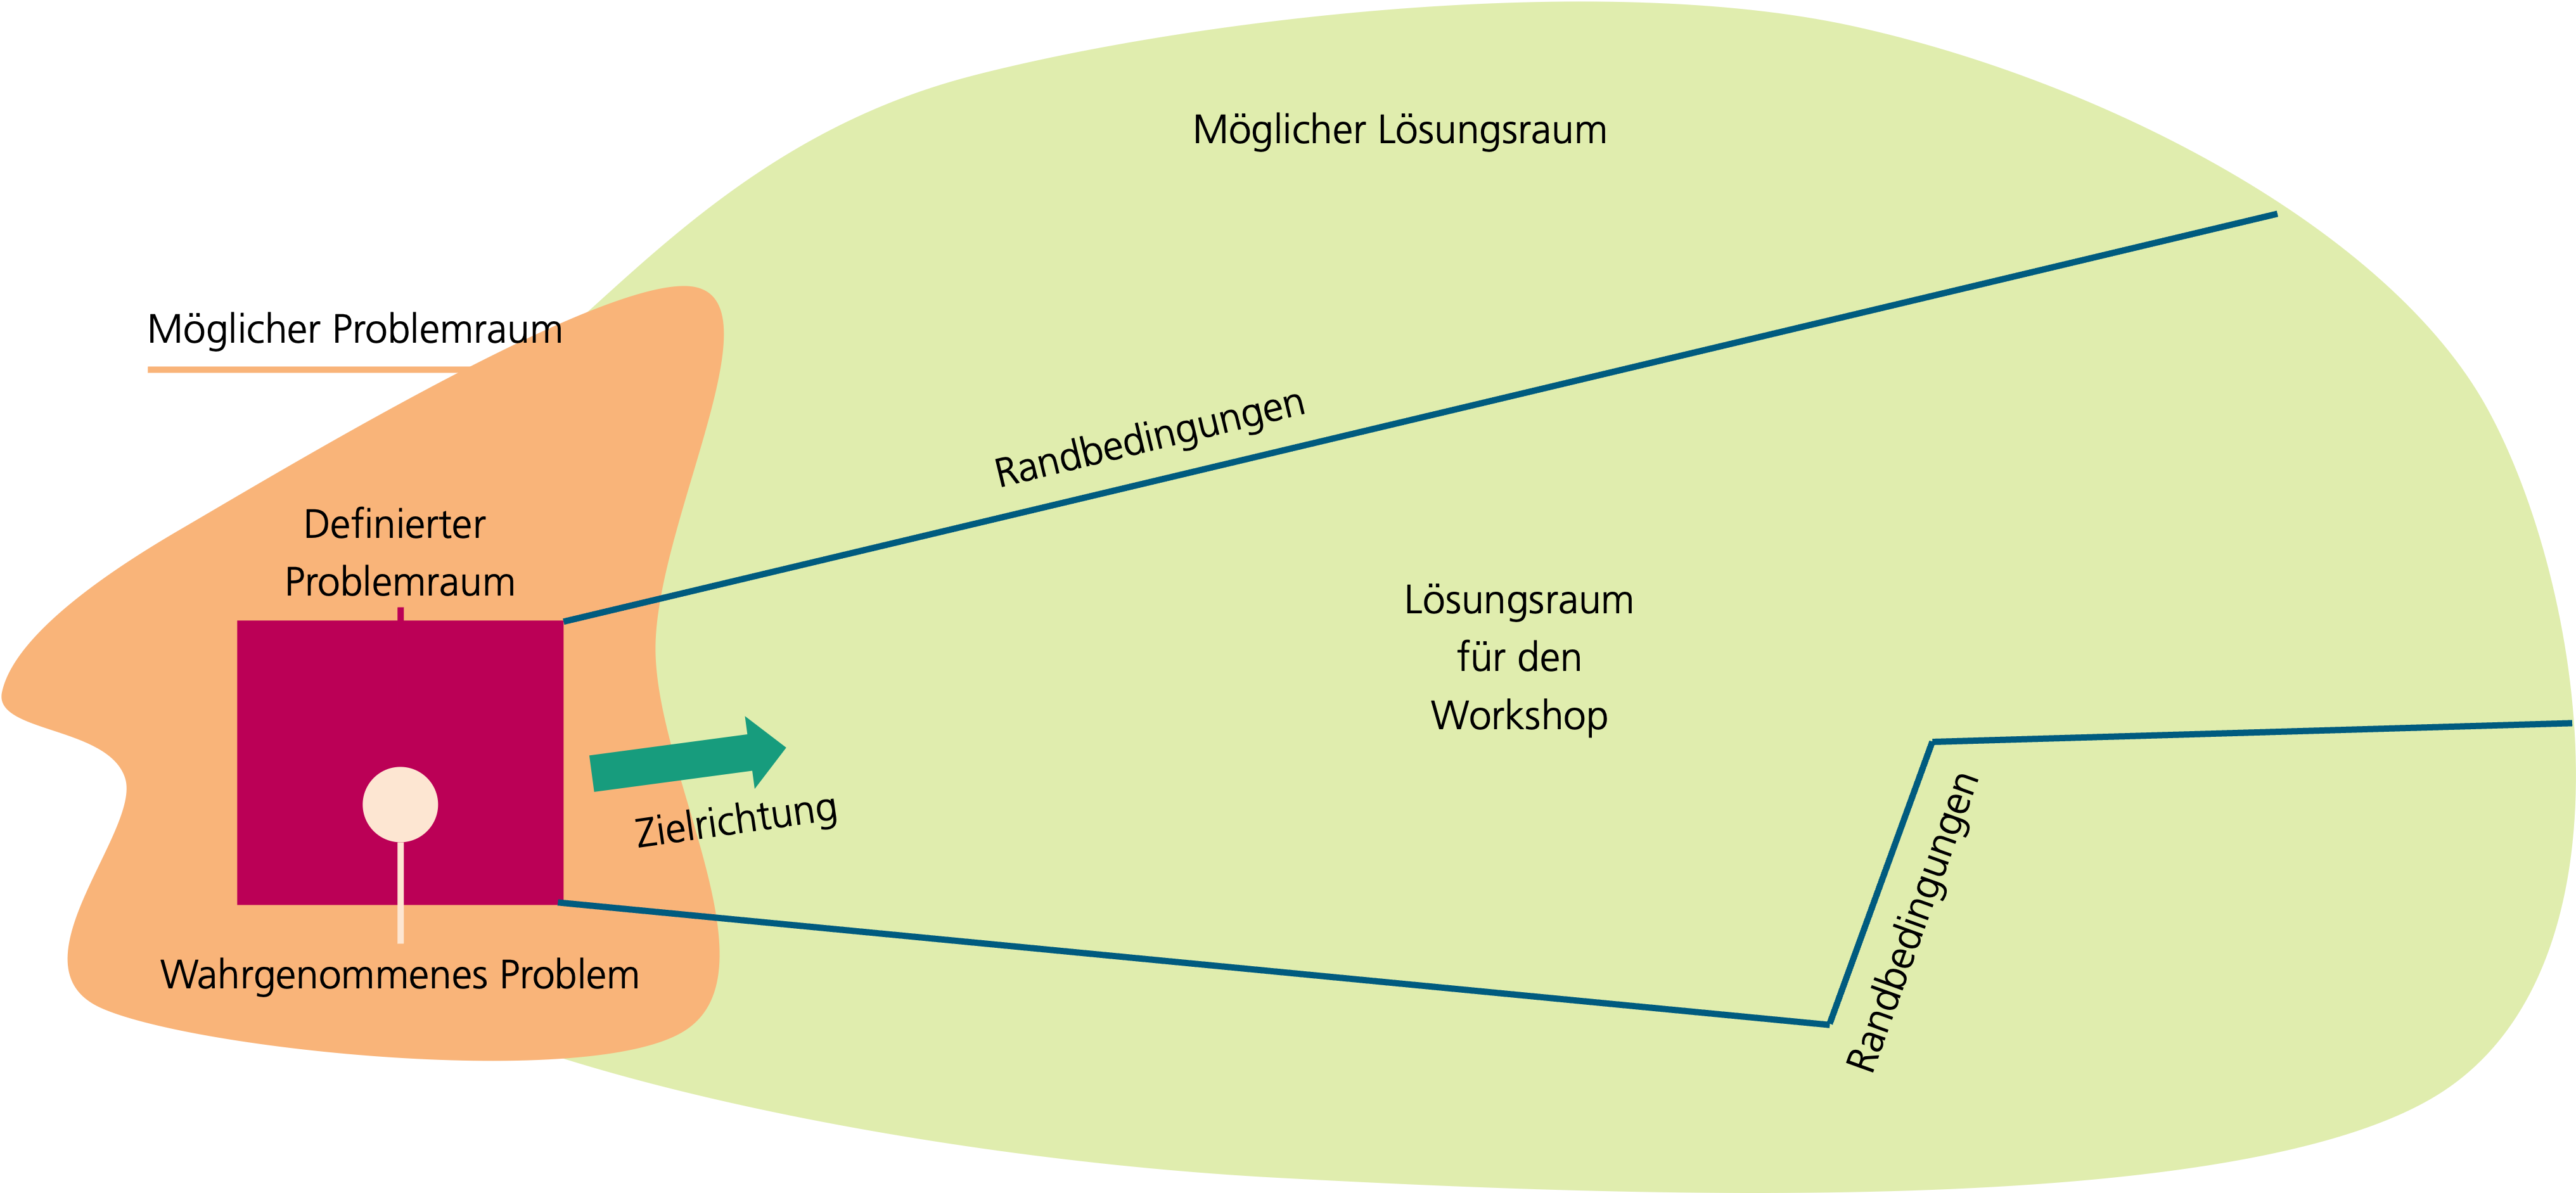 Möglicher Lösungsraum
Möglicher Problemraum
Randbedingungen
Definierter
Problemraum
Lösungsraum
für den
Workshop
Zielrichtung
Randbedingungen
Wahrgenommenes Problem